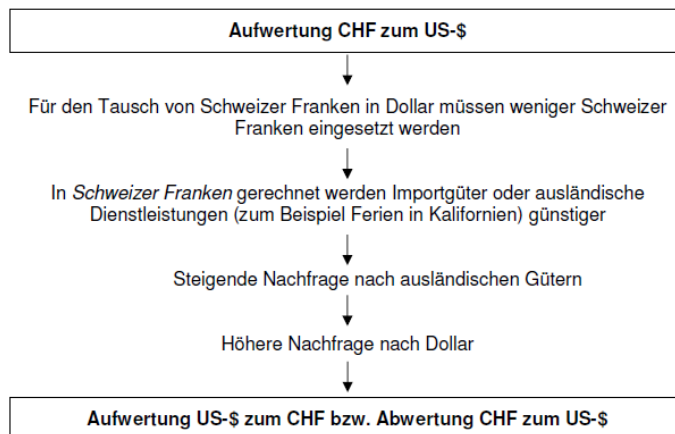 Aufwertung CHF zum US-$
Für den Tausch von Schweizer Franken in Dollar müssen weniger Schweizer
Franken eingesetzt werden
In Schweizer Franken gerechnet werden Importgüter oder ausländische
Dienstleistungen (zum Beispiel Ferien in Kalifornien) günstiger
Steigende Nachfrage nach ausländischen Gütern
Höhere Nachfrage nach Dollar
Aufwertung US-$ zum CHF bzw. Abwertung CHF zum US-$